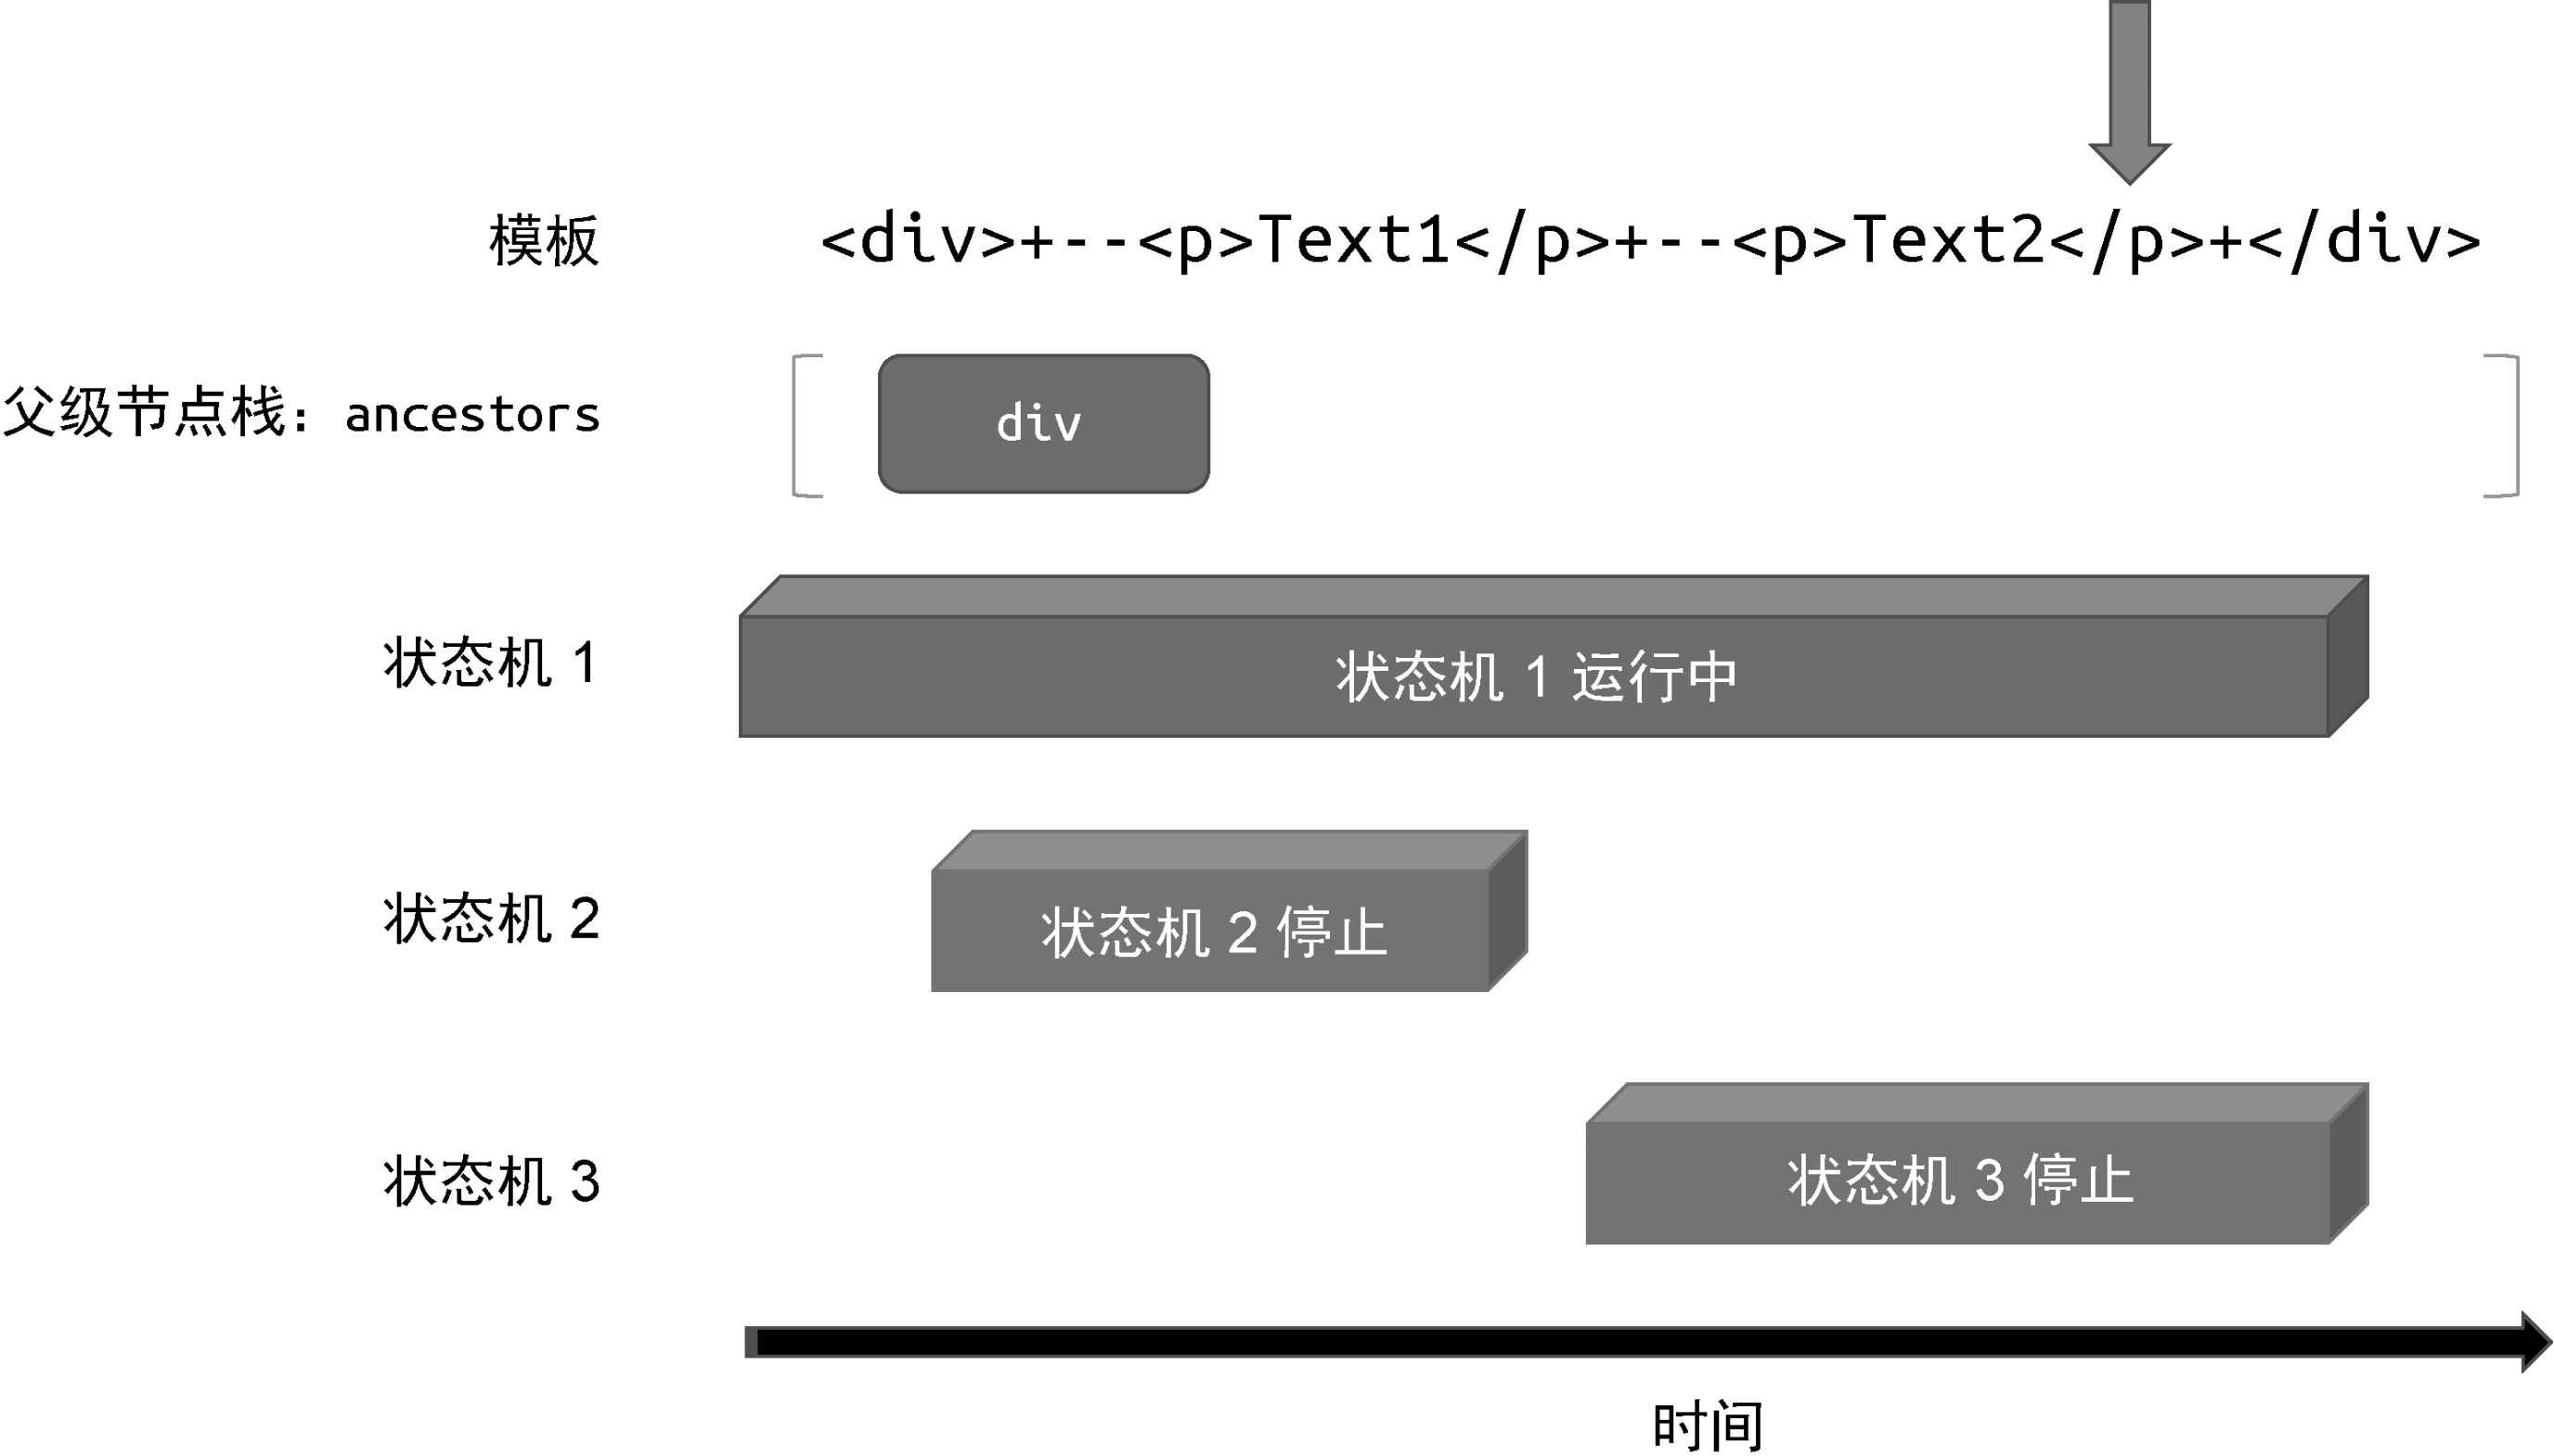 模板 <div>+--<p>Text1</p>+--<p>Text2</p>+</div>
父级节点栈：ancestors div
状态机 1 状态机 1 运行中
状态机 2 状态机 2 停止
状态机 3 状态机 3 停止
时间